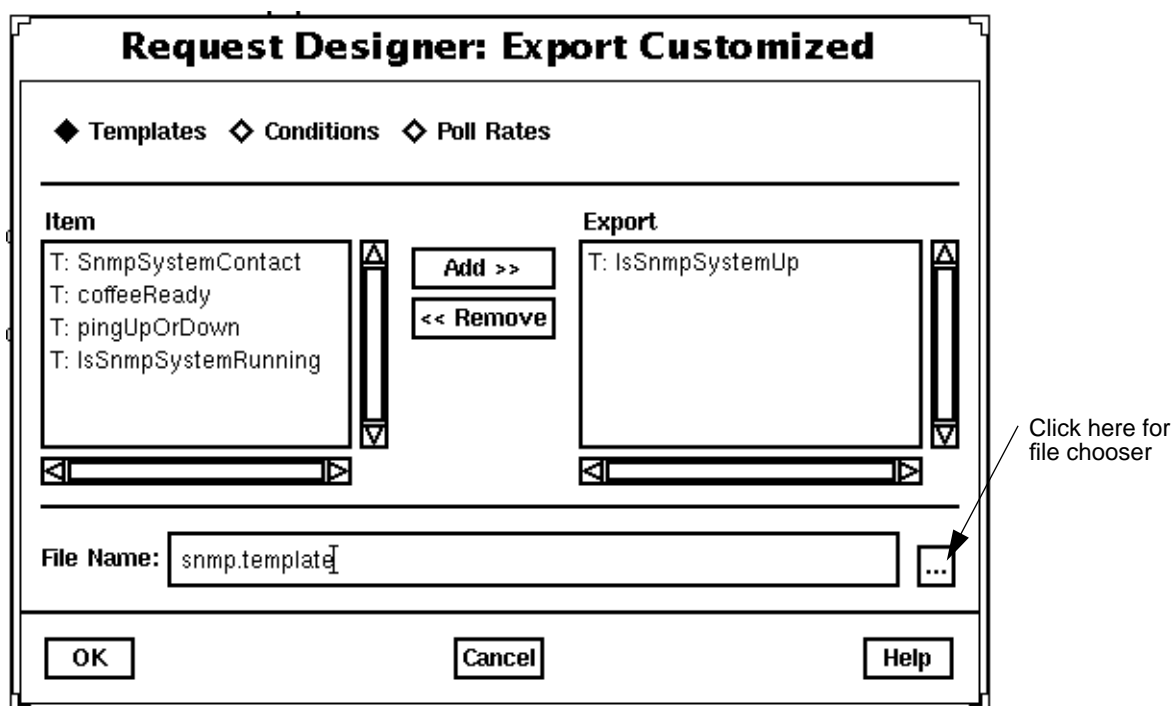 Request Designer: Export Customized
Templates Conditions Poll Rates
Item
Export
T: SnmpSystemContact
T: coffeeReady
T: pingUpOrDown
T: IsSnmpSystemRunning
Add >>
<< Remove
T: IsSnmpSystemUp
Click here for
file chooser
File Name: snmp.template
...
OK Cancel Help